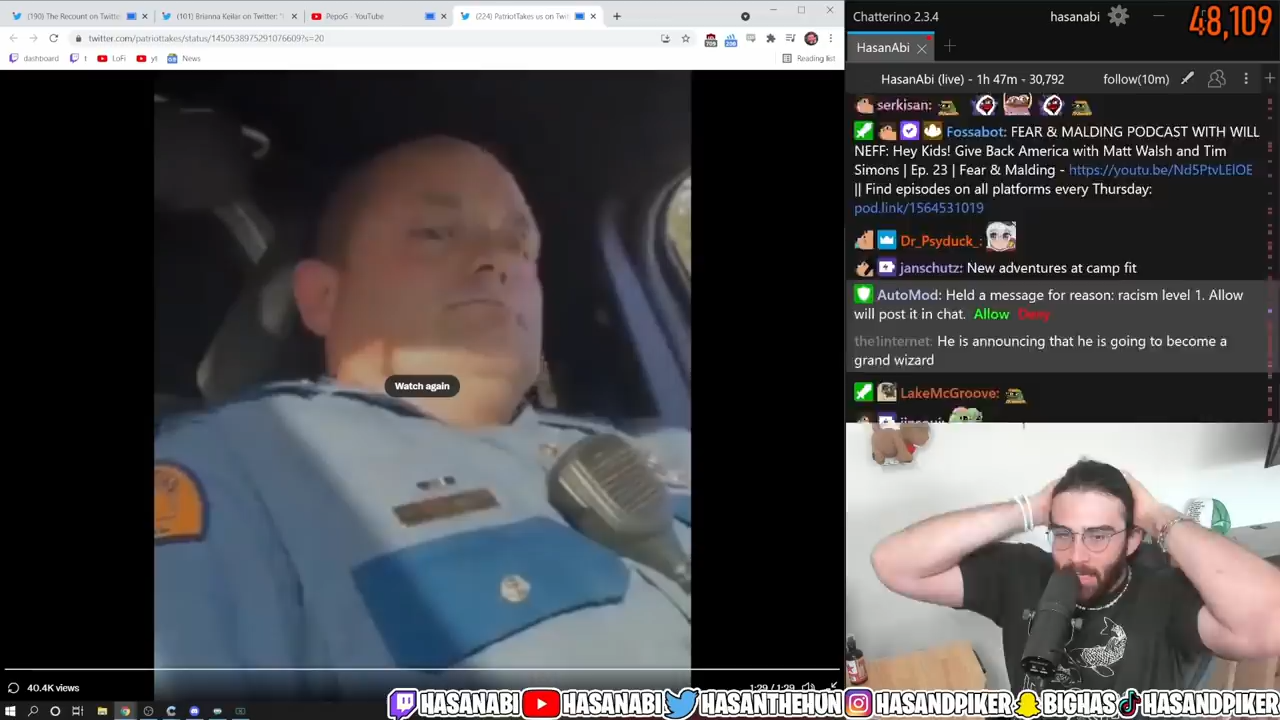 (190) The Recount on Twitte
(101) Brianna Keilar on Twitter: "
PepoG - YouTube
(224) PatriotTakes us on Twit
twitter.com/patriottakes/status/1450538975291076609?s=20
dashboard
t
LoFi
yt
News
Reading list
Watch again
40.4K views
1:29 / 1:29
Chatterino 2.3.4
hasanabi
48,109
HasanAbi
HasanAbi (live) - 1h 47m - 30,792
follow(10m)
serkisan:
Fossabot: FEAR & MALDING PODCAST WITH WILL
NEFF: Hey Kids! Give Back America with Matt Walsh and Tim
Simons | Ep. 23 | Fear & Malding - https://youtu.be/Nd5PtvLElOE
|| Find episodes on all platforms every Thursday:
pod.link/1564531019
Dr_Psyduck_:
janschutz: New adventures at camp fit
AutoMod: Held a message for reason: racism level 1. Allow
will post it in chat. Allow Deny
the1internet: He is announcing that he is going to become a
grand wizard
LakeMcGroove:
HASANABI
HASANABI
HASANTHEHUN
HASANDPIKER
BIGHAS
HASANDPIKER